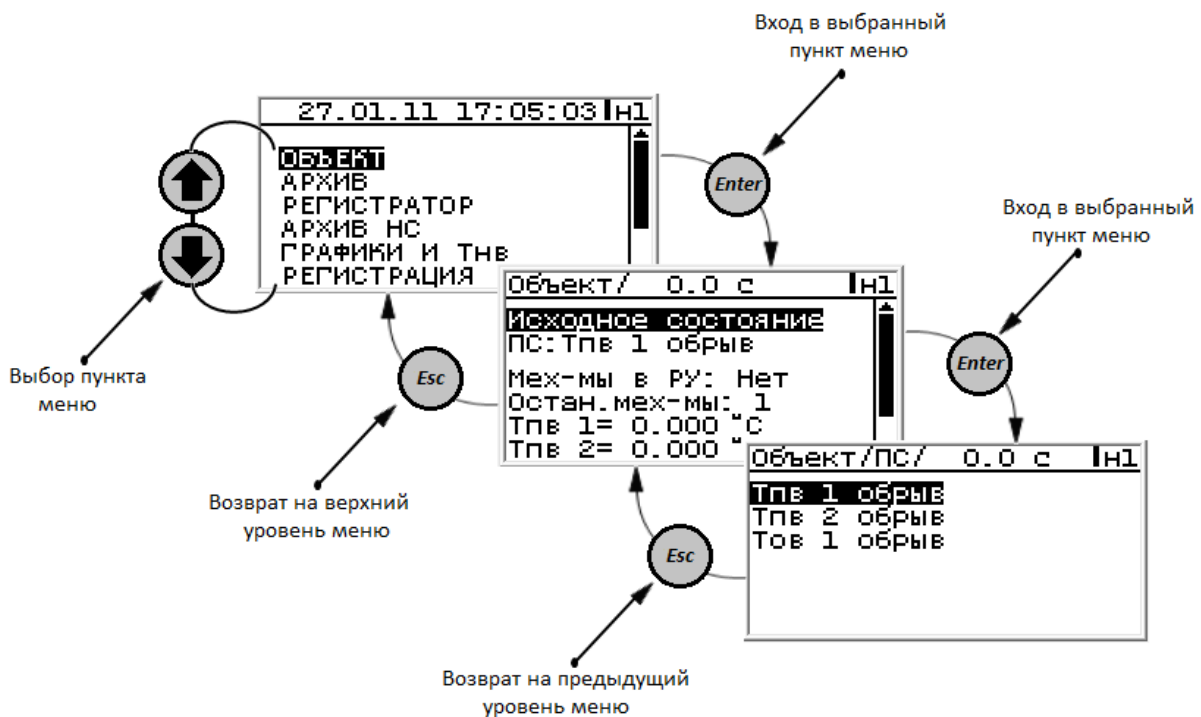 Вход в выбранный
пункт меню
27.01.11 17:05:03 н1
ОБЪЕКТ
АРХИВ
РЕГИСТРАТОР
АРХИВ НС
ГРАФИКИ И Тнв
РЕГИСТРАЦИЯ
Enter
Вход в выбранный
пункт меню
Объект/ 0.0 с н1
Исходное состояние
ПС:Тпв 1 обрыв
Мех-мы в РУ: Нет
Остан.мех-мы: 1
Тпв 1= 0.000 °С
Тпв 2= 0.000 °
Enter
Выбор пункта
меню
Esc
Объект/ПС/ 0.0 с н1
Тпв 1 обрыв
Тпв 2 обрыв
Тов 1 обрыв
Возврат на верхний
уровень меню
Esc
Возврат на предыдущий
уровень меню